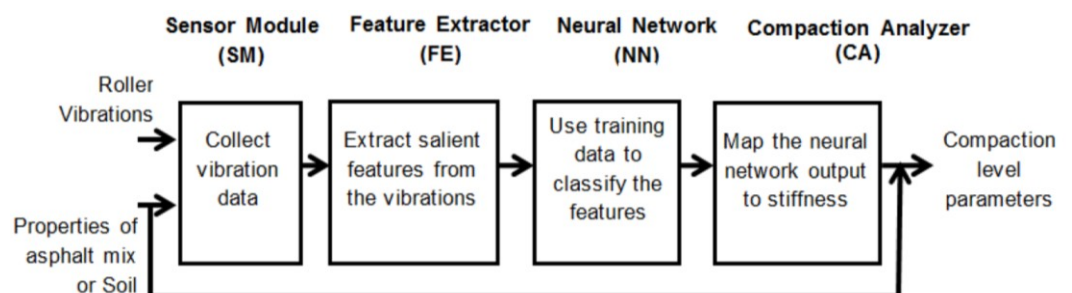 Sensor Module
(SM)
Feature Extractor
(FE)
Neural Network
(NN)
Compaction Analyzer
(CA)
Roller
Vibrations
Properties of
asphalt mix
or Soil
Collect
vibration
data
Extract salient
features from
the vibrations
Use training
data to
classify the
features
Map the neural
network output
to stiffness
Compaction
level
parameters